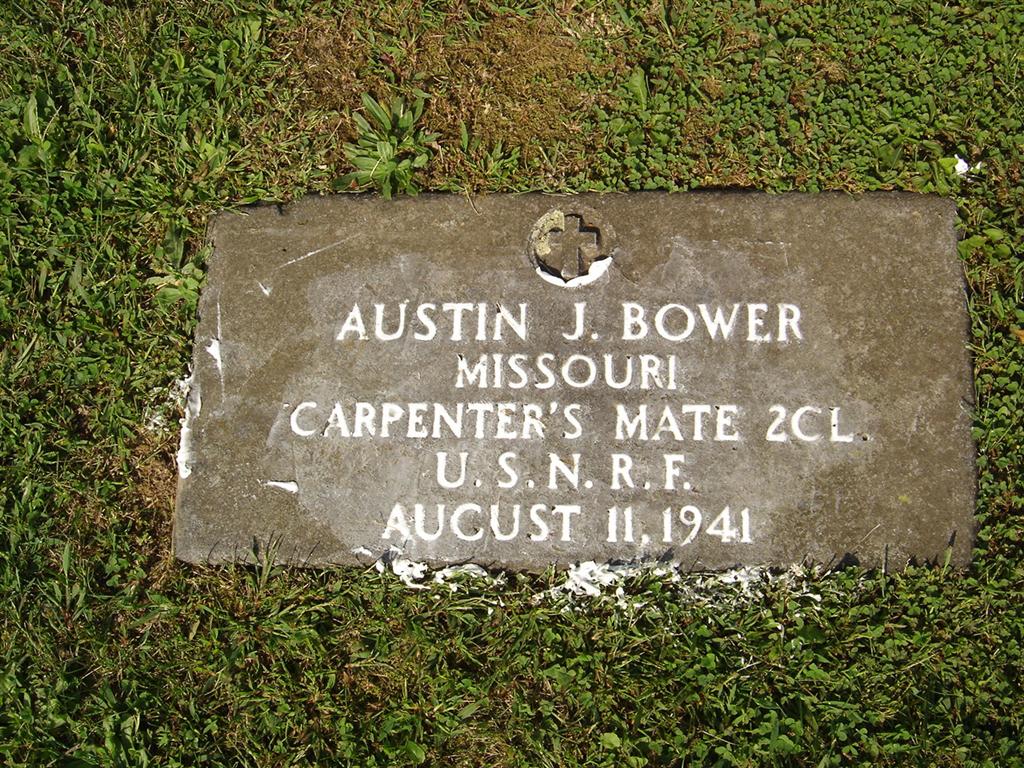 AUSTIN J. BOWER
MISSOURI
CARPENTER'S MATE 2CL.
U. S. N. R. F.
AUGUST 11, 1941